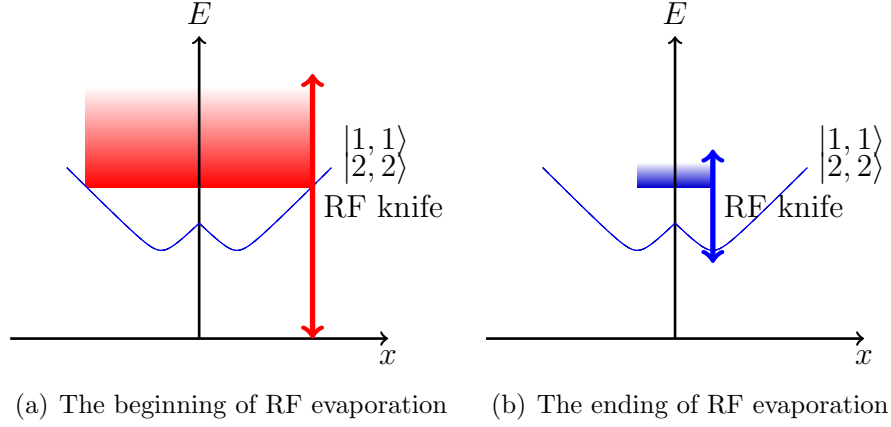 E
|1, 1⟩
|2, 2⟩
RF knife
x
(a) The beginning of RF evaporation
E
|1, 1⟩
|2, 2⟩
RF knife
x
(b) The ending of RF evaporation